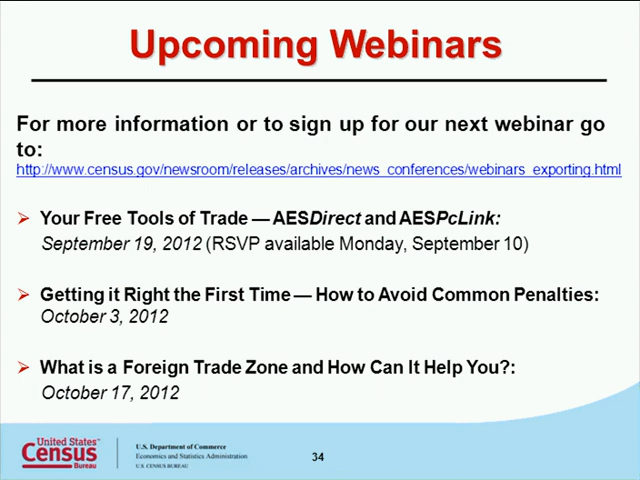 Upcoming Webinars
For more information or to sign up for our next webinar go
to:
http://www.census.gov/newsroom/releases/archives/news_conferences/webinars_exporting.html
➢ Your Free Tools of Trade — AESDirect and AESPcLink:
September 19, 2012 (RSVP available Monday, September 10)
➢ Getting it Right the First Time — How to Avoid Common Penalties:
October 3, 2012
➢ What is a Foreign Trade Zone and How Can It Help You?:
October 17, 2012
United States™
Census
Bureau
U.S. Department of Commerce
Economics and Statistics Administration
U.S. CENSUS BUREAU
34